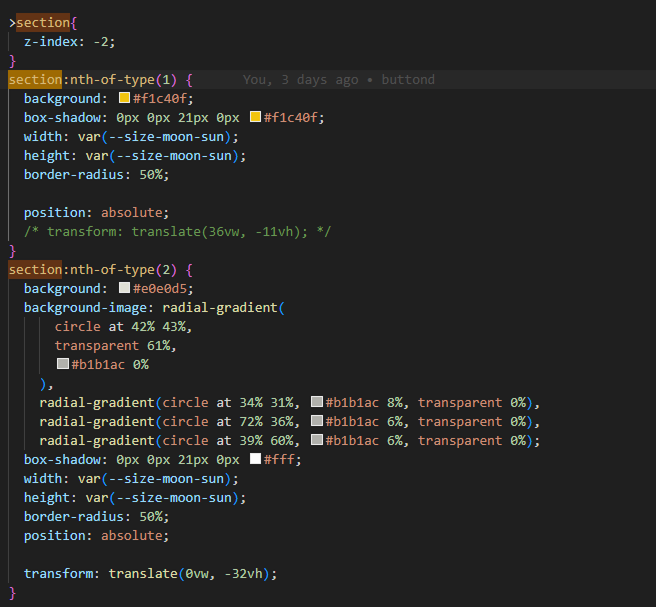 >section{
z-index: -2;
}
section:nth-of-type(1) { You, 3 days ago • buttond
background: #f1c40f;
box-shadow: 0px 0px 21px 0px #f1c40f;
width: var(--size-moon-sun);
height: var(--size-moon-sun);
border-radius: 50%;
position: absolute;
/* transform: translate(36vw, -11vh); */
}
section:nth-of-type(2) {
background: #e0e0d5;
background-image: radial-gradient(
circle at 42% 43%,
transparent 61%,
#b1b1ac 0%
),
radial-gradient(circle at 34% 31%, #b1b1ac 8%, transparent 0%),
radial-gradient(circle at 72% 36%, #b1b1ac 6%, transparent 0%),
radial-gradient(circle at 39% 60%, #b1b1ac 6%, transparent 0%);
box-shadow: 0px 0px 21px 0px #fff;
width: var(--size-moon-sun);
height: var(--size-moon-sun);
border-radius: 50%;
position: absolute;
transform: translate(0vw, -32vh);
}